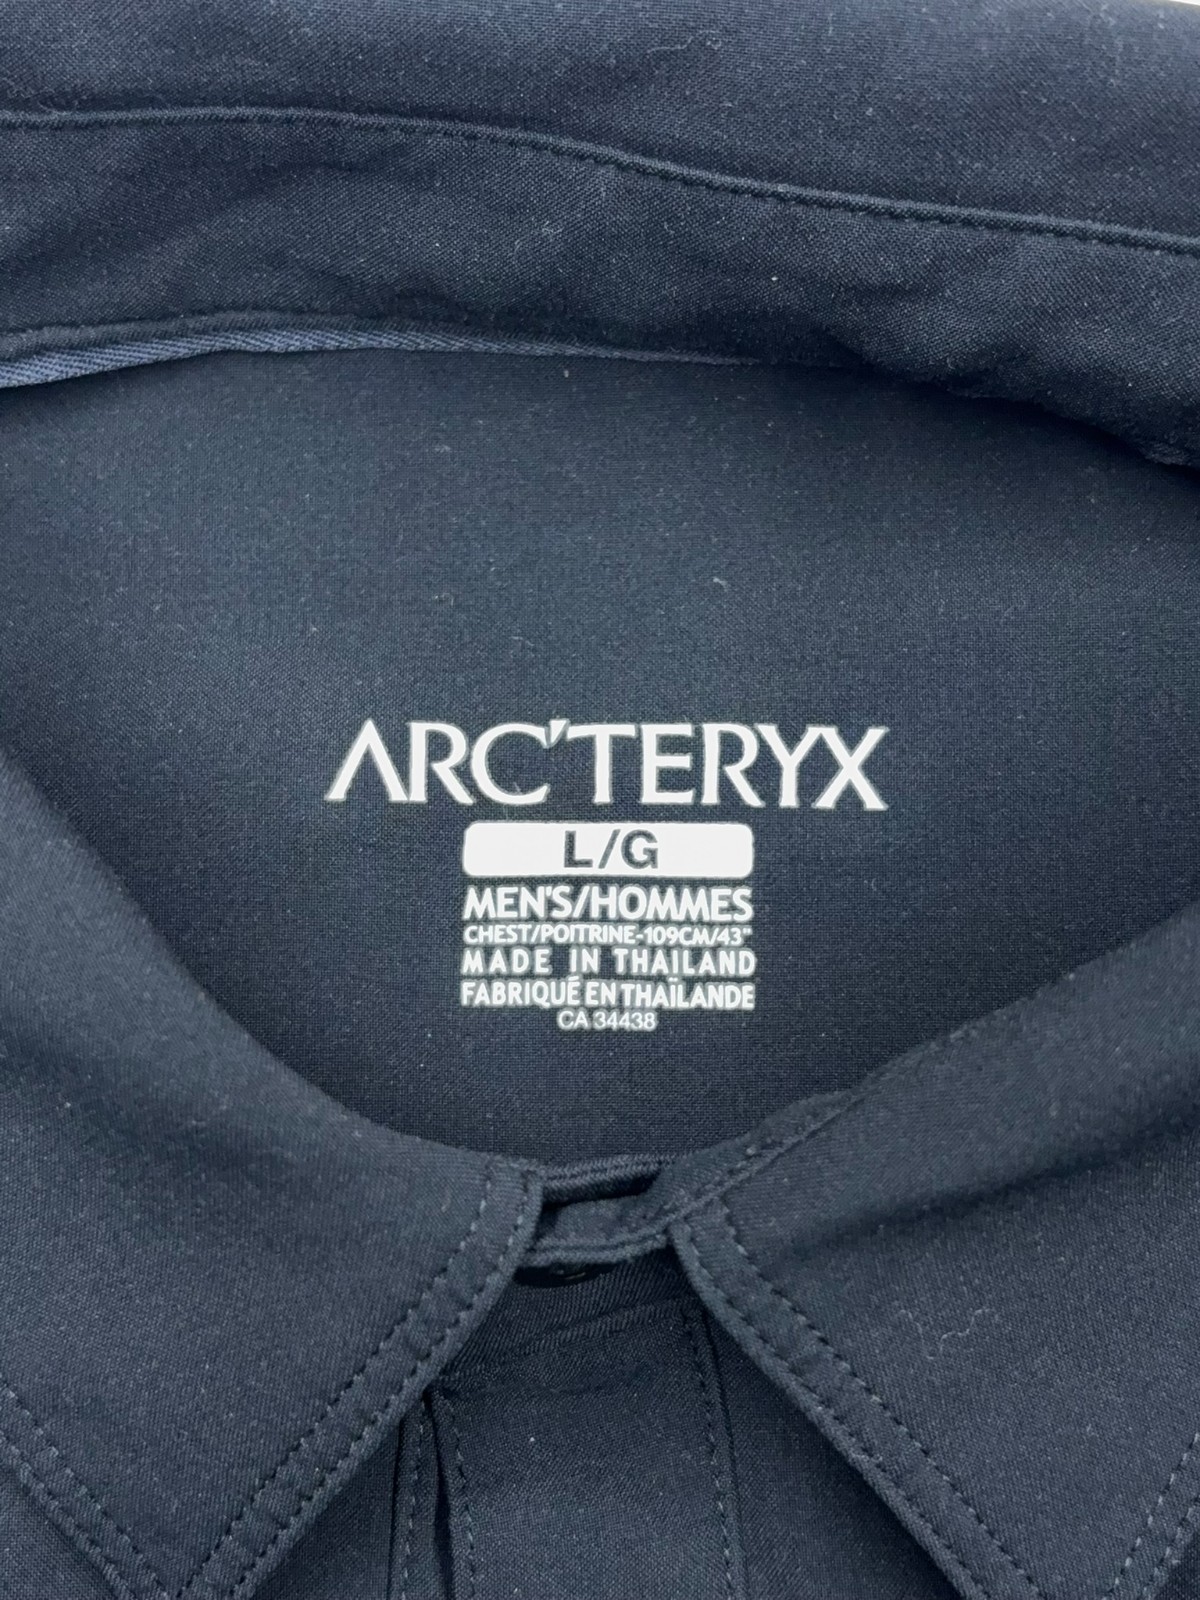 ARC'TERYX
L/G
MEN'S/HOMMES
CHEST/POITRINE-109CM/43"
MADE IN THAILAND
FABRIQUÉ EN THAÏLANDE
CA 34438